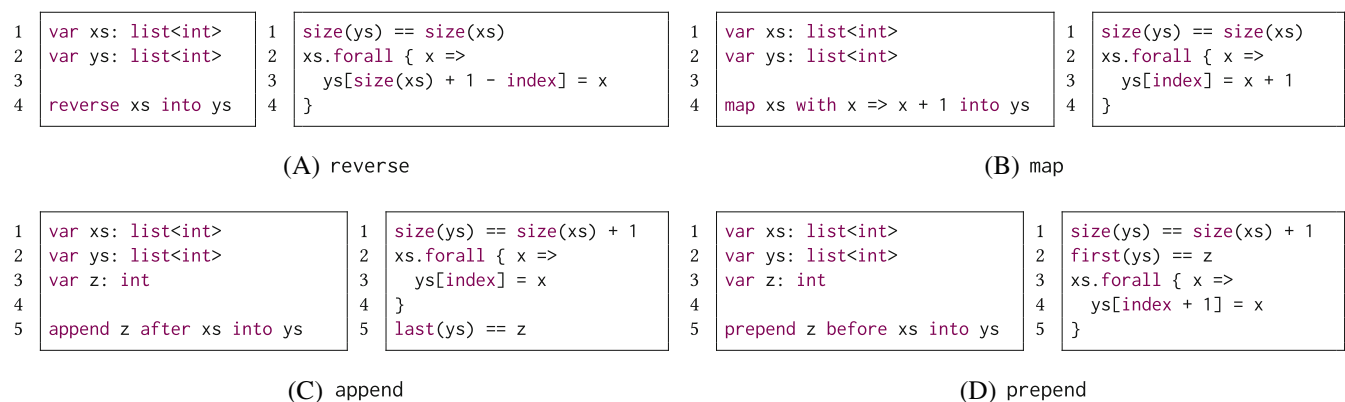 1 var xs: list<int>
2 var ys: list<int>
3
4 reverse xs into ys
1 size(ys) == size(xs)
2 xs.forall { x =>
3 ys[size(xs) + 1 - index] = x
4 }
(A) reverse
1 var xs: list<int>
2 var ys: list<int>
3
4 map xs with x => x + 1 into ys
1 size(ys) == size(xs)
2 xs.forall { x =>
3 ys[index] = x + 1
4 }
(B) map
1 var xs: list<int>
2 var ys: list<int>
3 var z: int
4
5 append z after xs into ys
1 size(ys) == size(xs) + 1
2 xs.forall { x =>
3 ys[index] = x
4 }
5 last(ys) == z
(C) append
1 var xs: list<int>
2 var ys: list<int>
3 var z: int
4
5 prepend z before xs into ys
1 size(ys) == size(xs) + 1
2 first(ys) == z
3 xs.forall { x =>
4 ys[index + 1] = x
5 }
(D) prepend